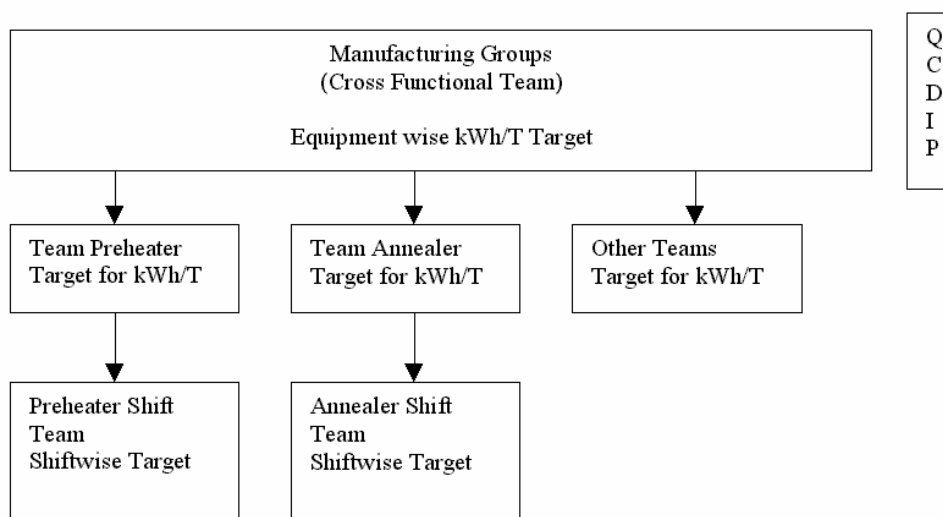 Manufacturing Groups
(Cross Functional Team)
Equipment wise kWh/T Target
Q
C
D
I
P
Team Preheater
Target for kWh/T
Team Annealer
Target for kWh/T
Other Teams
Target for kWh/T
Preheater Shift
Team
Shiftwise Target
Annealer Shift
Team
Shiftwise Target